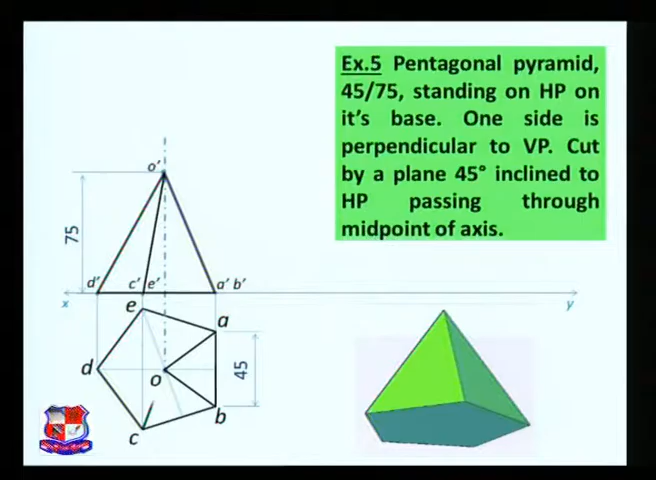 Ex.5 Pentagonal pyramid,
45/75, standing on HP on
it's base. One side is
perpendicular to VP. Cut
by a plane 45° inclined to
HP passing through
midpoint of axis.
o'
75
d' c' e' a' b'
x y
e
a
d
o
45
b
c